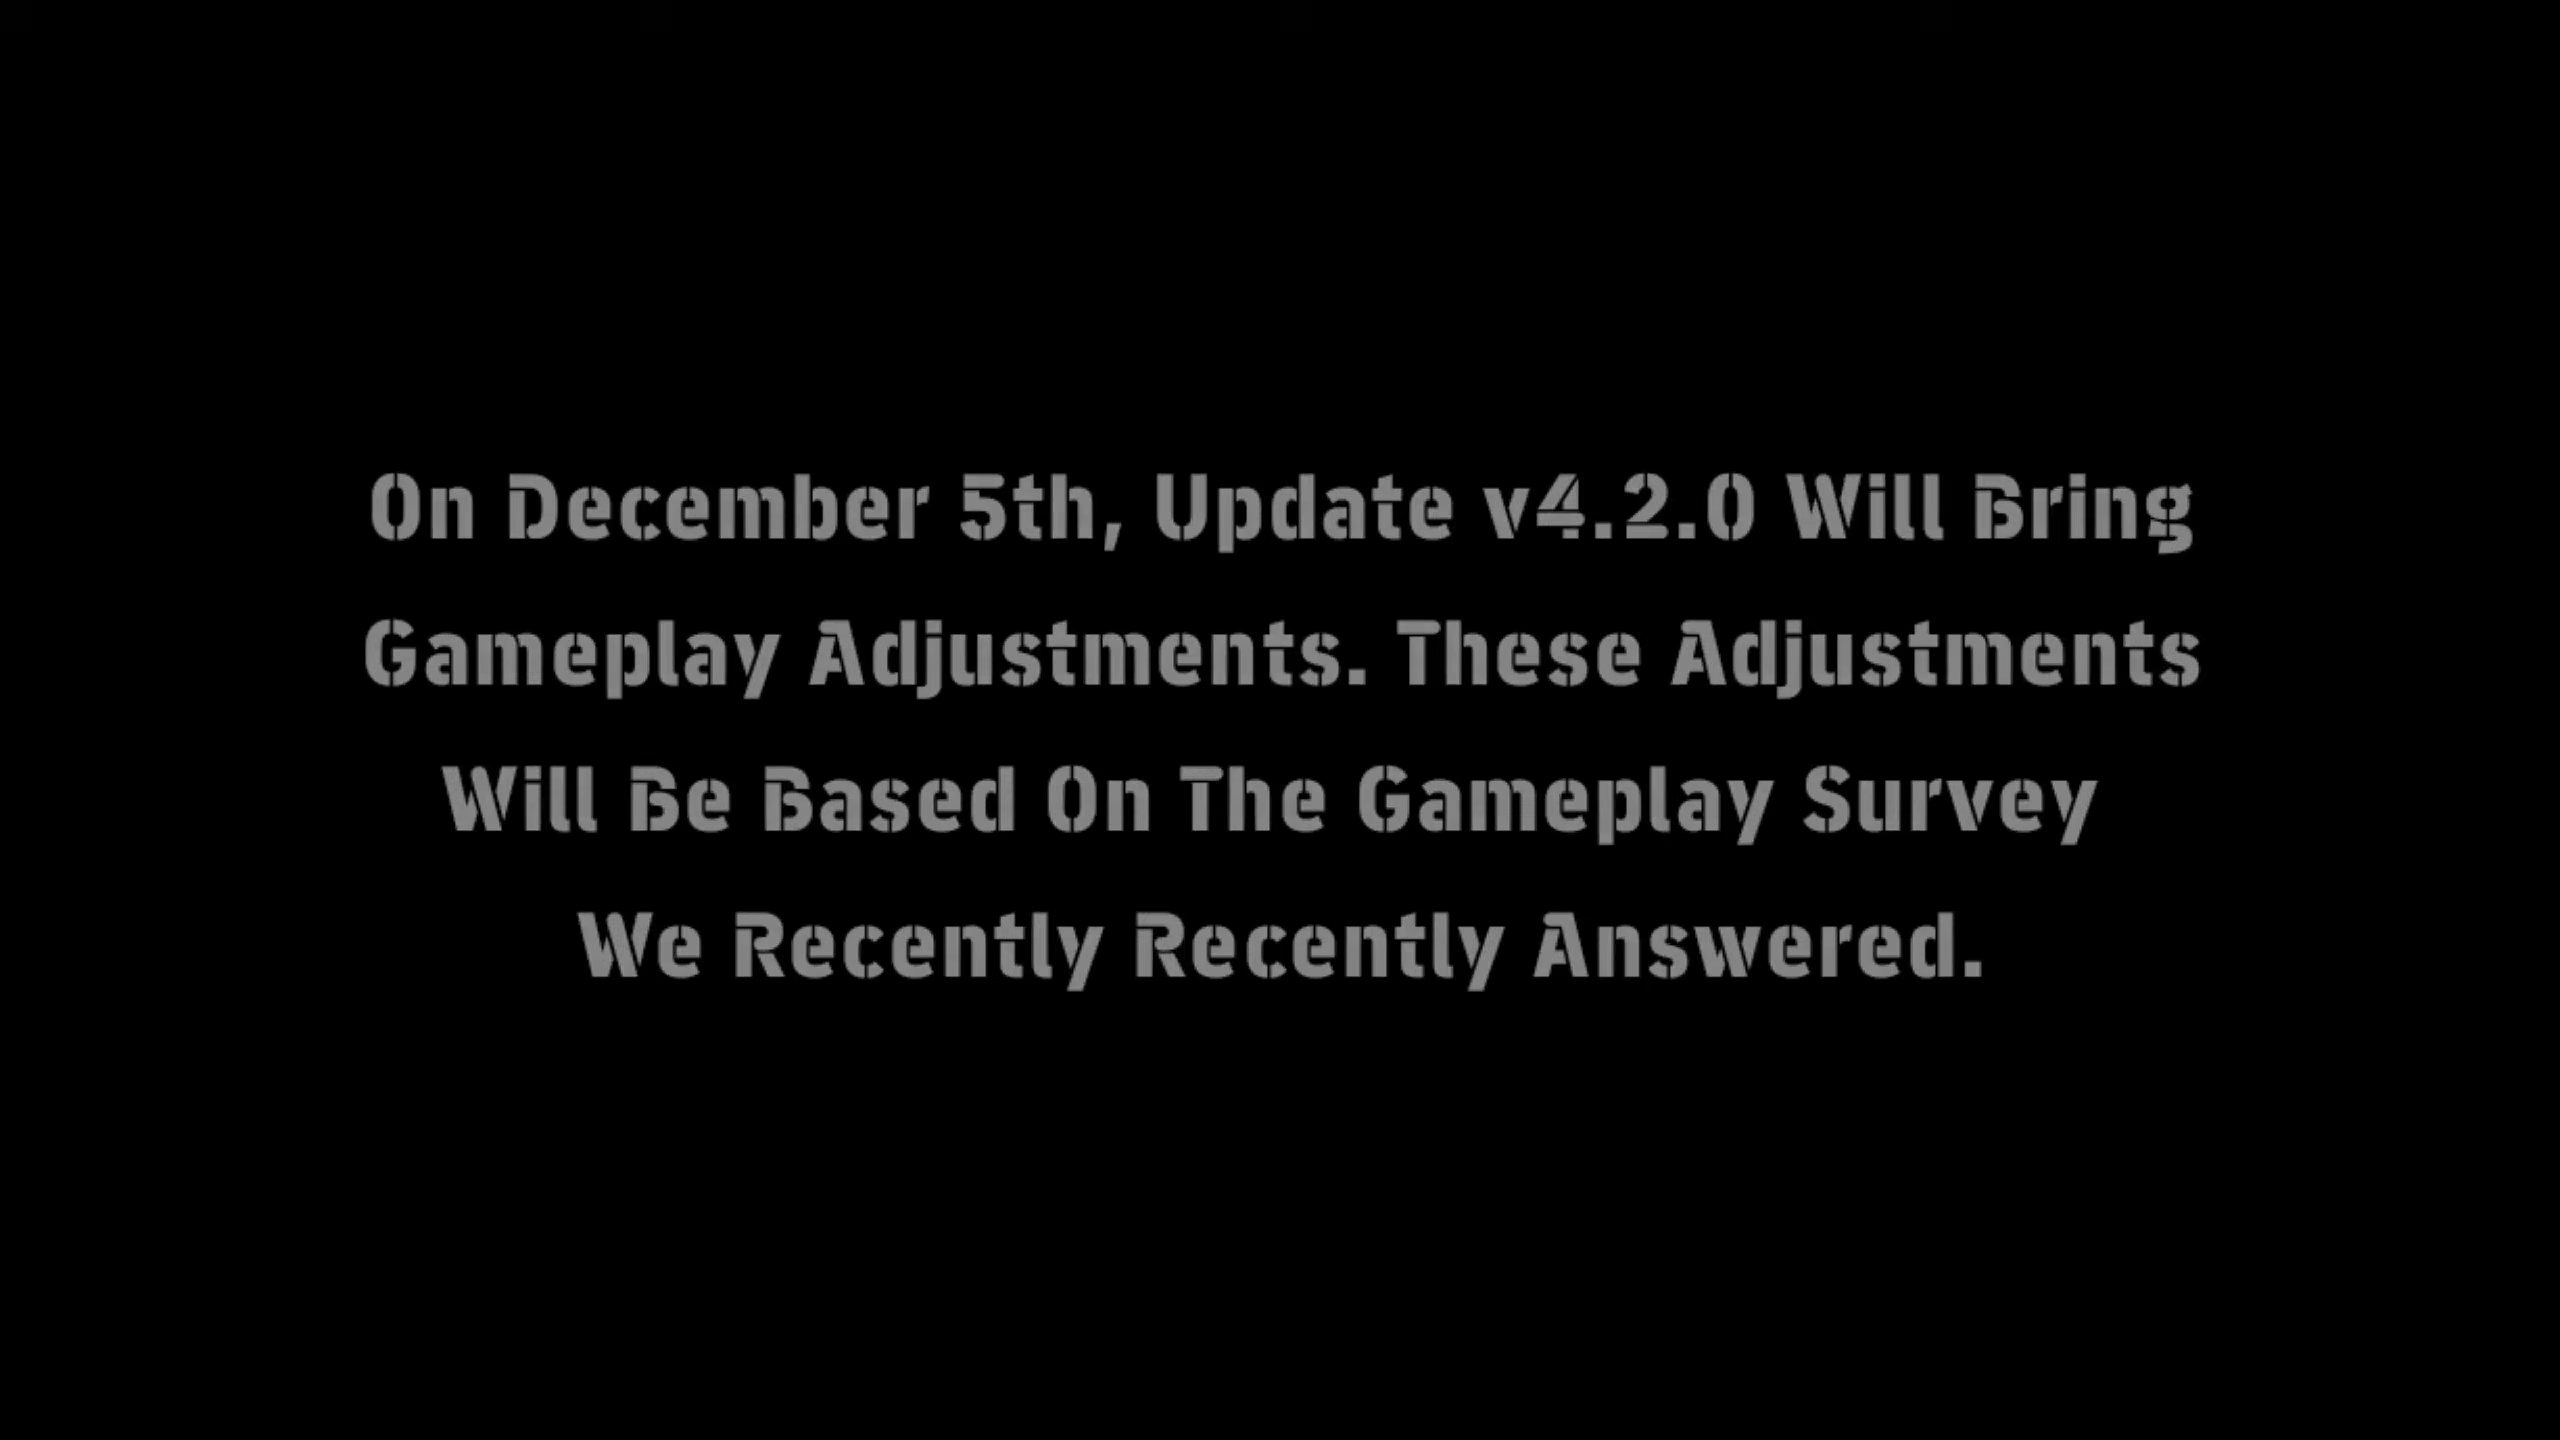 On December 5th, Update v4.2.0 Will Bring
Gameplay Adjustments. These Adjustments
Will Be Based On The Gameplay Survey
We Recently Recently Answered.